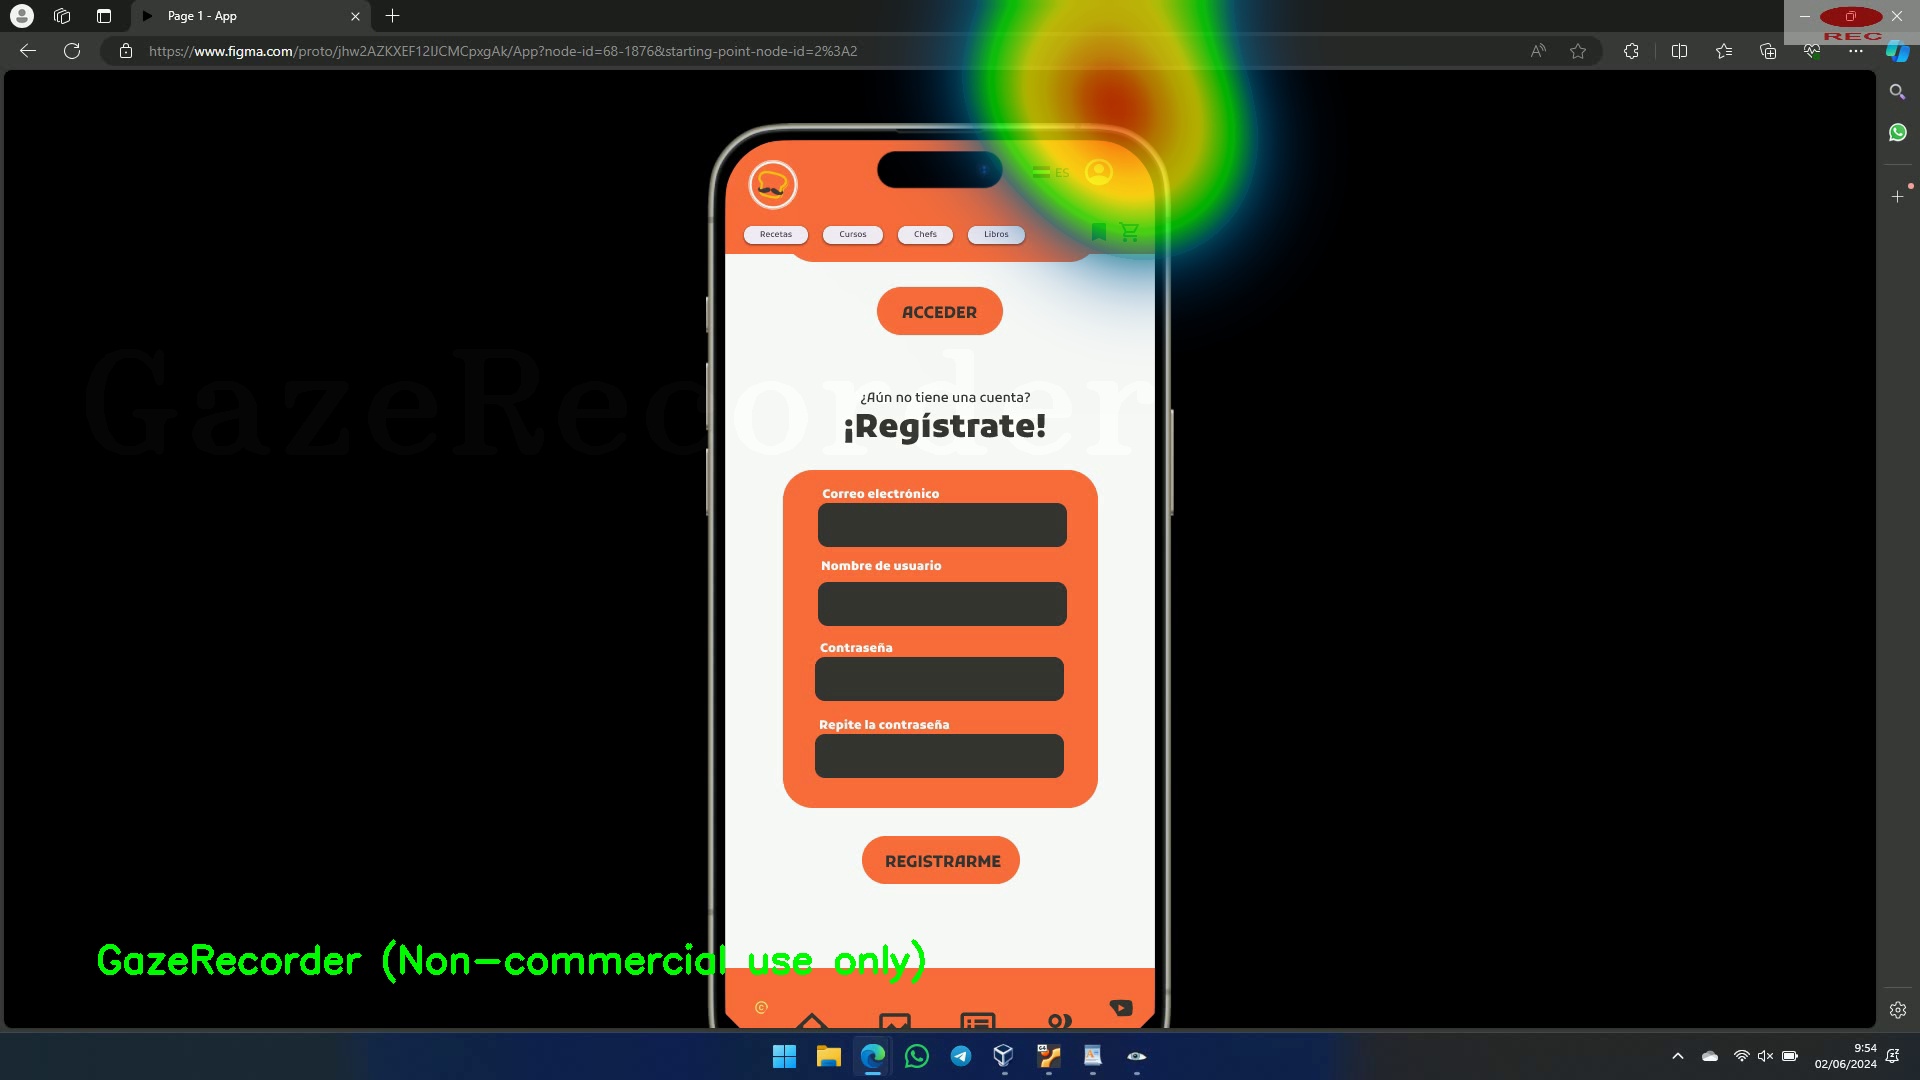 Page 1 - App
https://www.figma.com/proto/jhw2AZKXEF12IJCMCpxgAk/App?node-id=68-1876&starting-point-node-id=2%3A2
REC
ES
Recetas
Cursos
Chefs
Libros
ACCEDER
GazeRecorder
¿Aún no tiene una cuenta?
¡Regístrate!
Correo electrónico
Nombre de usuario
Contraseña
Repite la contraseña
REGISTRARME
GazeRecorder (Non-commercial use only)
©
9:54
02/06/2024